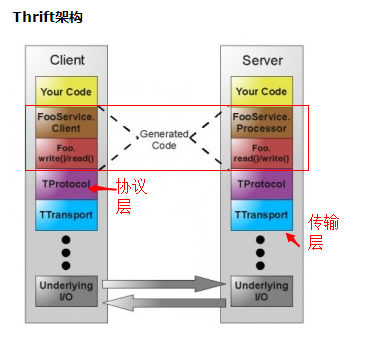 Thrift架构
Client
Server
Your Code
Your Code
FooService.
Client
Generated
Code
FooService.
Processor
Foo.
write()/read()
Foo.
read()/write()
TProtocol
协议
层
TProtocol
TTransport
TTransport
传输
层
Underlying
I/O
Underlying
I/O